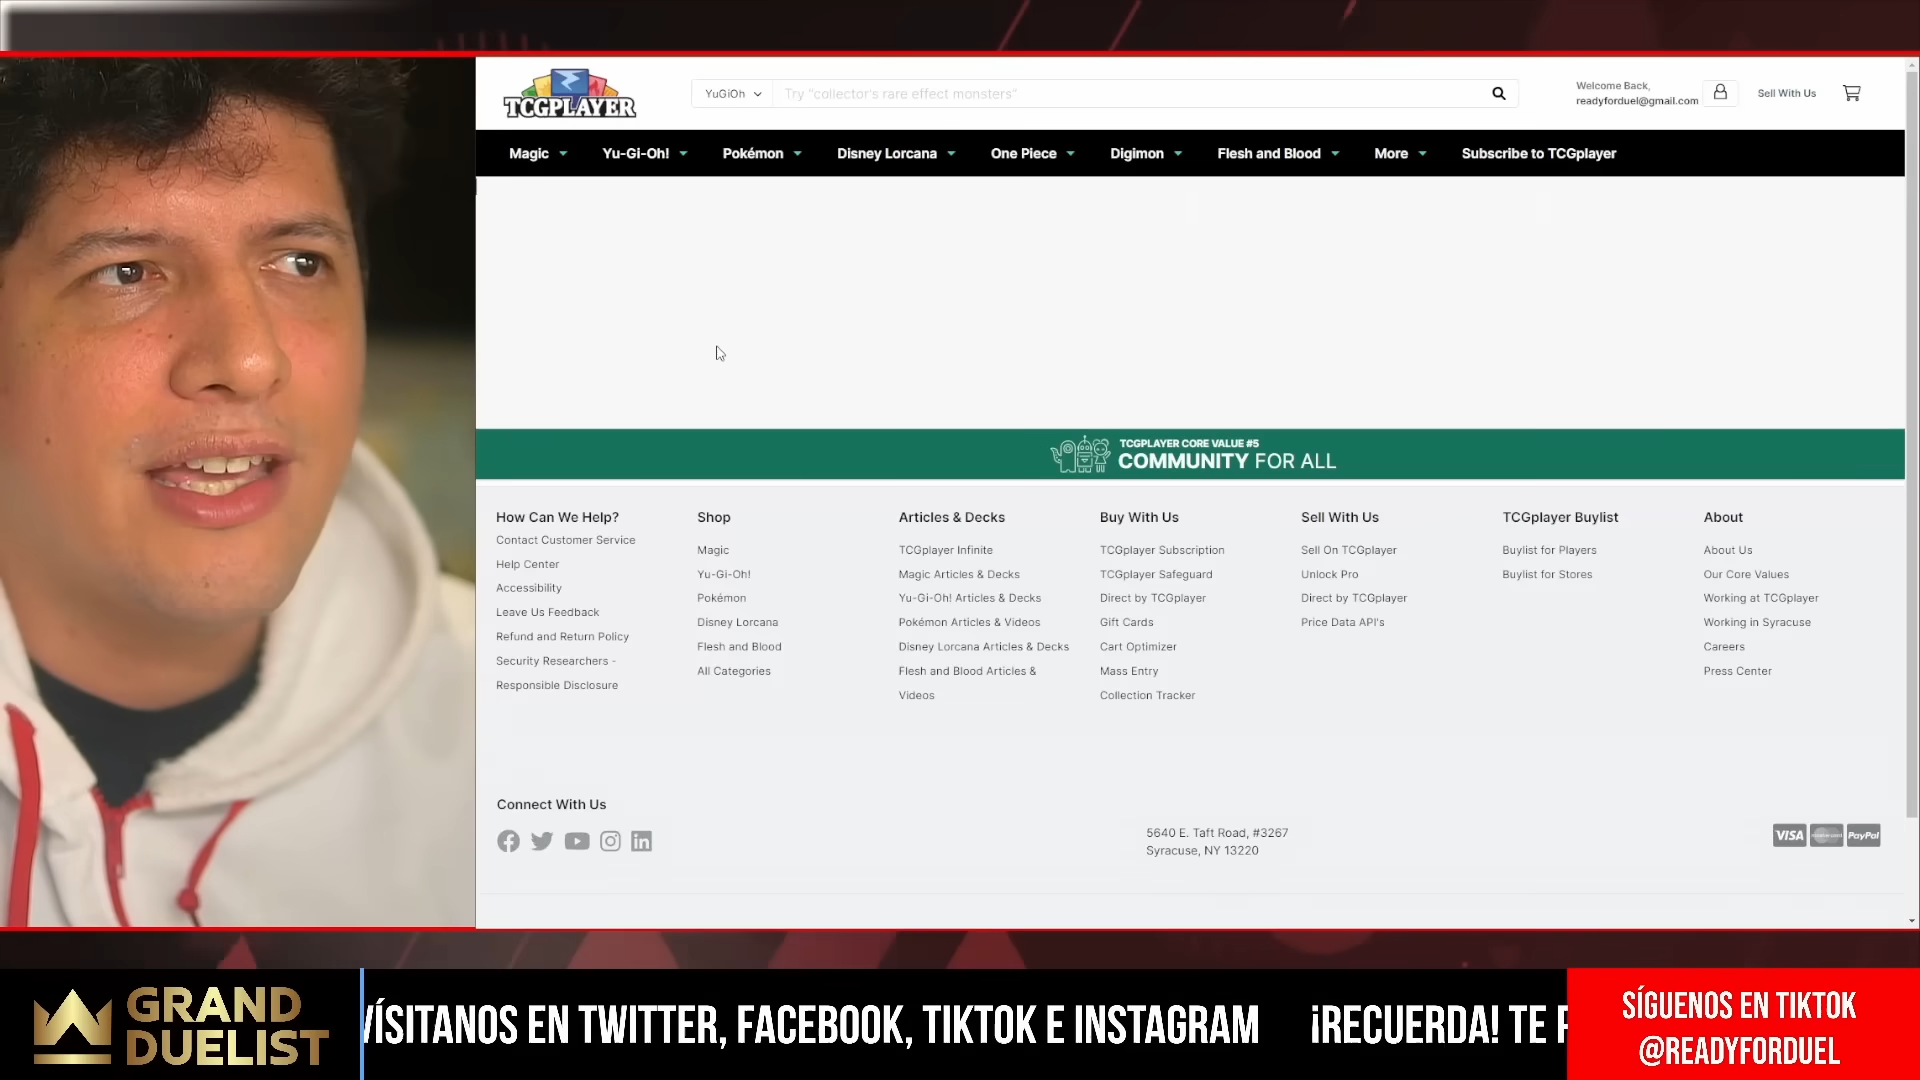 TCGPLAYER
YuGiOh
Try "collector's rare effect monsters"
Welcome Back,
readyforduel@gmail.com
Sell With Us
Magic
Yu-Gi-Oh!
Pokémon
Disney Lorcana
One Piece
Digimon
Flesh and Blood
More
Subscribe to TCGplayer
TCGPLAYER CORE VALUE #5
COMMUNITY FOR ALL
How Can We Help?
Contact Customer Service
Help Center
Accessibility
Leave Us Feedback
Refund and Return Policy
Security Researchers -
Responsible Disclosure
Shop
Magic
Yu-Gi-Oh!
Pokémon
Disney Lorcana
Flesh and Blood
All Categories
Articles & Decks
TCGplayer Infinite
Magic Articles & Decks
Yu-Gi-Oh! Articles & Decks
Pokémon Articles & Videos
Disney Lorcana Articles & Decks
Flesh and Blood Articles &
Videos
Buy With Us
TCGplayer Subscription
TCGplayer Safeguard
Direct by TCGplayer
Gift Cards
Cart Optimizer
Mass Entry
Collection Tracker
Sell With Us
Sell On TCGplayer
Unlock Pro
Direct by TCGplayer
Price Data API's
TCGplayer Buylist
Buylist for Players
Buylist for Stores
About
About Us
Our Core Values
Working at TCGplayer
Working in Syracuse
Careers
Press Center
Connect With Us
5640 E. Taft Road, #3267
Syracuse, NY 13220
VISA
PayPal
GRAND
DUELIST
VÍSITANOS EN TWITTER, FACEBOOK, TIKTOK E INSTAGRAM
¡RECUERDA! TE
SÍGUENOS EN TIKTOK
@READYFORDUEL